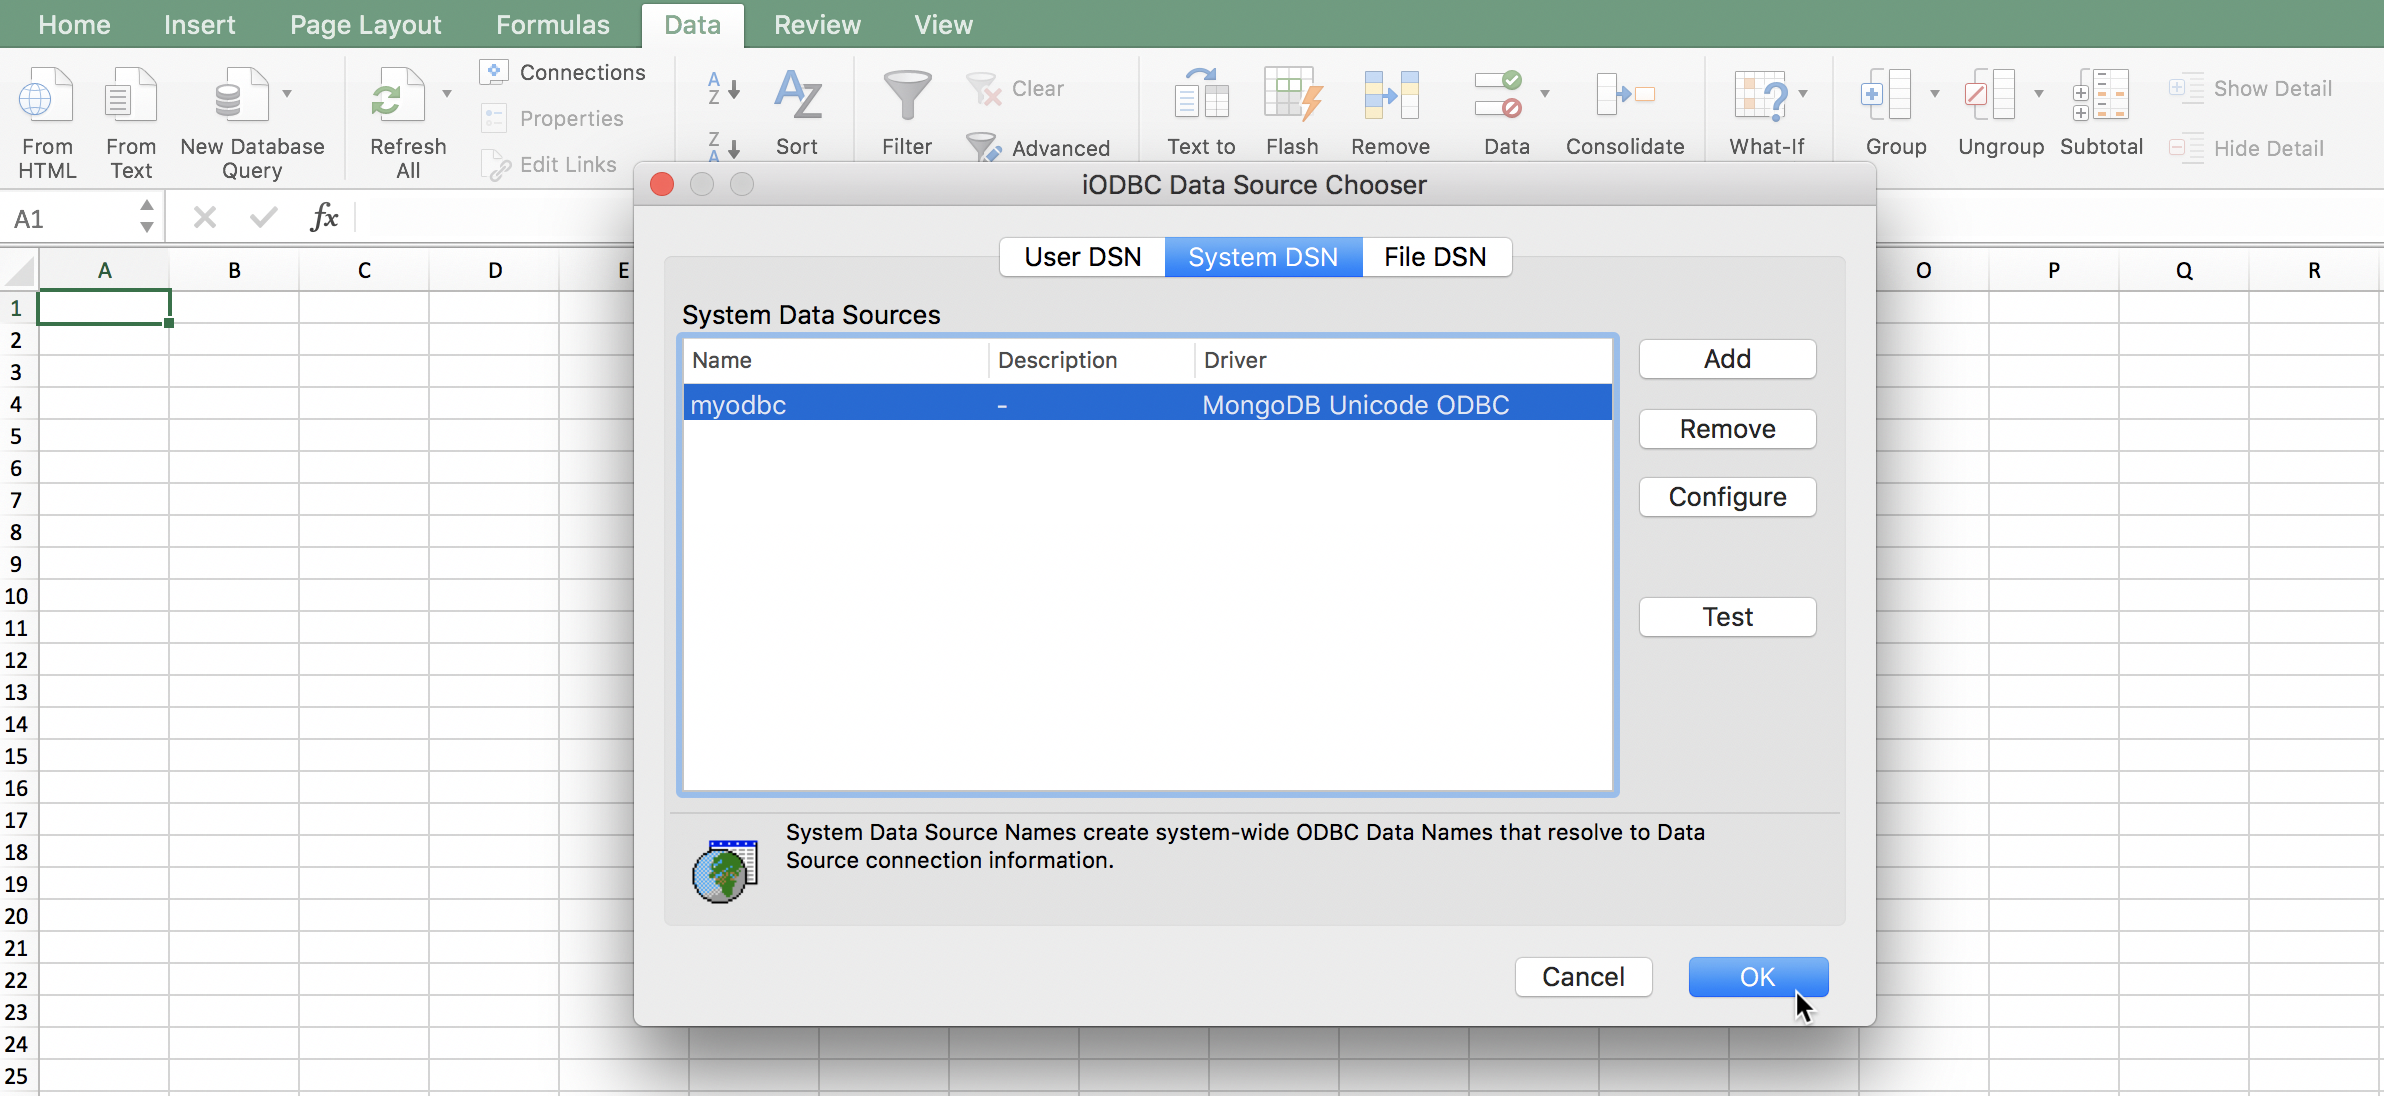 Home Insert Page Layout Formulas Data Review View
From HTML
From Text
New Database Query
Refresh All
Connections
Properties
Edit Links
A Z
Z A
AZ
Sort
Filter
Clear
Advanced
Text to
Flash
Remove
Data
Consolidate
What-If
Group
Ungroup
Subtotal
Show Detail
Hide Detail
A1
fx
iODBC Data Source Chooser
A B C D E O P Q R
User DSN System DSN File DSN
System Data Sources
Name Description Driver
myodbc - MongoDB Unicode ODBC
Add
Remove
Configure
Test
System Data Source Names create system-wide ODBC Data Names that resolve to Data
Source connection information.
Cancel OK
1
2
3
4
5
6
7
8
9
10
11
12
13
14
15
16
17
18
19
20
21
22
23
24
25